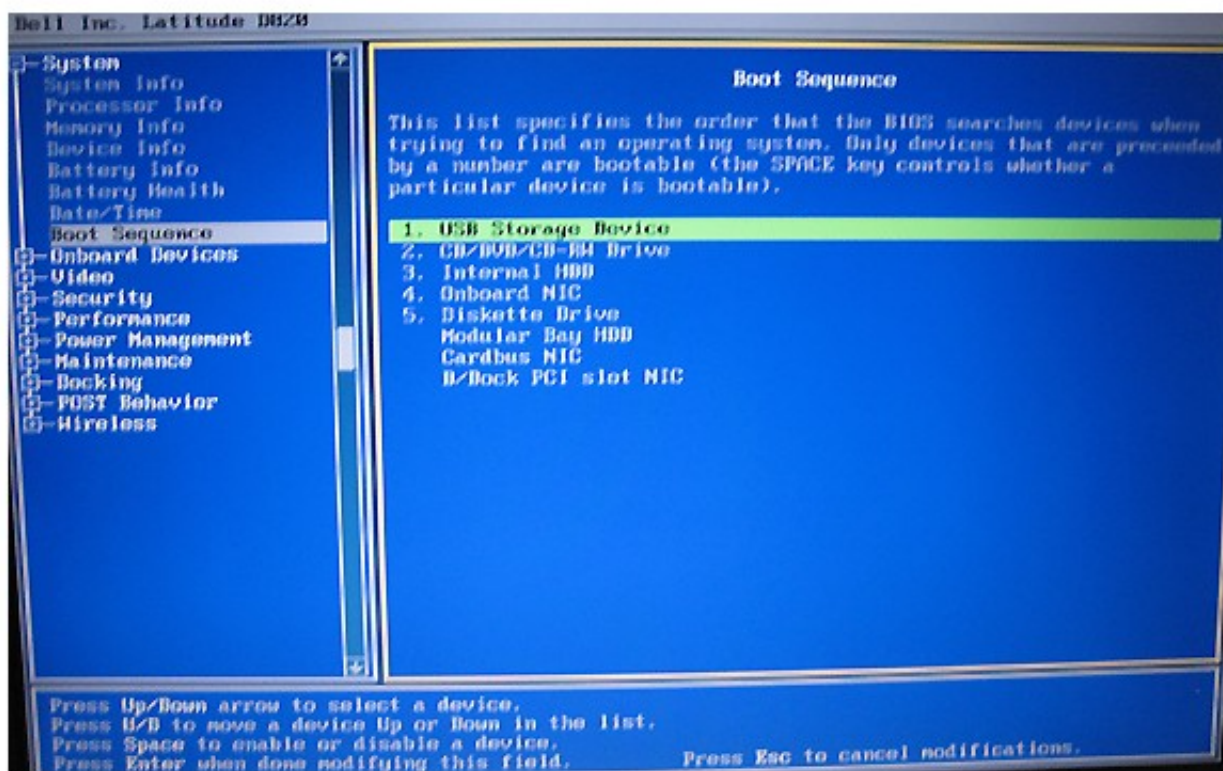 Dell Inc. Latitude D820
System
System Info
Processor Info
Memory Info
Device Info
Battery Info
Battery Health
Date/Time
Boot Sequence
Onboard Devices
Video
Security
Performance
Power Management
Maintenance
Docking
POST Behavior
Wireless
Boot Sequence
This list specifies the order that the BIOS searches devices when
trying to find an operating system. Only devices that are preceeded
by a number are bootable (the SPACE key controls whether a
particular device is bootable).
1. USB Storage Device
2. CD/DVD/CD-RW Drive
3. Internal HDD
4. Onboard NIC
5. Diskette Drive
Modular Bay HDD
Cardbus NIC
D/Dock PCI slot NIC
Press Up/Down arrow to select a device.
Press U/D to move a device Up or Down in the list.
Press Space to enable or disable a device.
Press Enter when done modifying this field. Press Esc to cancel modifications.